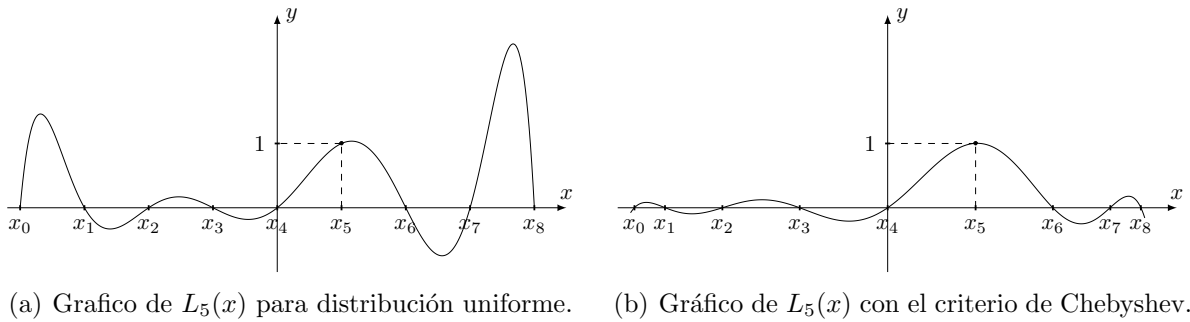 y
1
x
x0 x1 x2 x3 x4 x5 x6 x7 x8
(a) Grafico de L5(x) para distribución uniforme.
y
1
x
x0 x1 x2 x3 x4 x5 x6 x7 x8
(b) Gráfico de L5(x) con el criterio de Chebyshev.